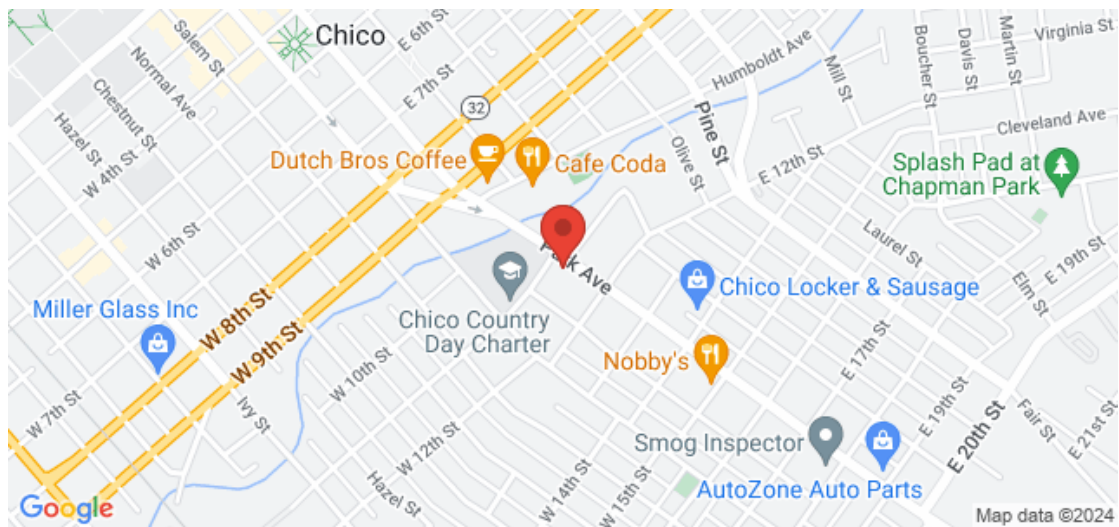 Salem St
Normal Ave
Chestnut St
Hazel St
W 4th St
Chico
E 6th St
E 7th St
32
Humboldt Ave
Mill St
Boucher St
Davis St
Martin St
Virginia St
Cleveland Ave
Pine St
Olive St
E 12th St
Dutch Bros Coffee
Cafe Coda
Splash Pad at
Chapman Park
W 6th St
Park Ave
Laurel St
Elm St
E 19th St
Miller Glass Inc
W 8th St
W 9th St
Chico Country
Day Charter
Chico Locker & Sausage
Nobby's
W 7th St
Ivy St
W 10th St
W 12th St
Hazel St
W 14th St
W 15th St
E 17th St
E 19th St
E 20th St
Fair St
E 21st St
Smog Inspector
AutoZone Auto Parts
Google
Map data ©2024